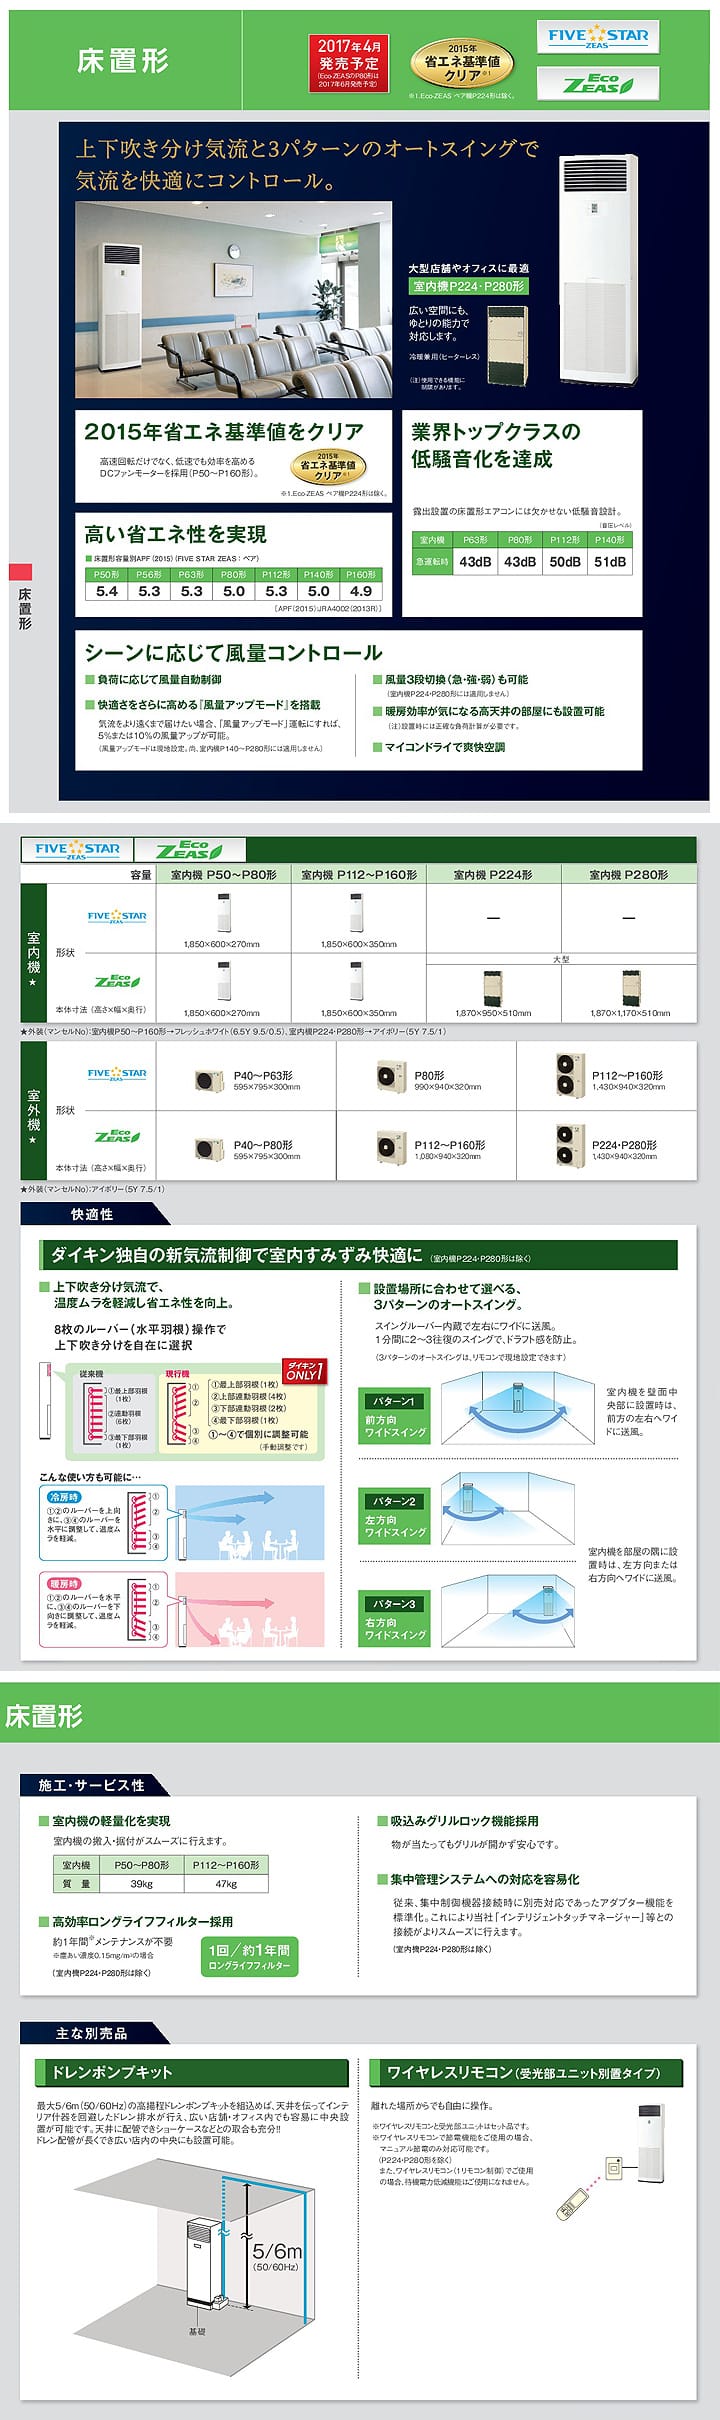 床置形
2017年4月
発売予定
(Eco-ZEASのP80形は
2017年6月発売予定)
2015年
省エネ基準値
クリア※1
※1.Eco-ZEAS ペア機P224形は除く。
FIVE STAR
ZEAS
Eco
ZEAS
上下吹き分け気流と3パターンのオートスイングで
気流を快適にコントロール。
大型店舗やオフィスに最適
室内機P224・P280形
広い空間にも、
ゆとりの能力で
対応します。
冷暖兼用(ヒーターレス)
(注)使用できる機能に
制限があります。
2015年省エネ基準値をクリア
高速回転だけでなく、低速でも効率を高める
DCファンモーターを採用(P50〜P160形)。
2015年
省エネ基準値
クリア※1
※1.Eco-ZEAS ペア機P224形は除く。
高い省エネ性を実現
床置形容量別APF(2015)(FIVE STAR ZEAS:ペア)
P50形 P56形 P63形 P80形 P112形 P140形 P160形
5.4 5.3 5.3 5.0 5.3 5.0 4.9
[APF(2015):JRA4002(2013R)]
業界トップクラスの
低騒音化を達成
露出設置の床置形エアコンには欠かせない低騒音設計。
(音圧レベル)
室内機 P63形 P80形 P112形 P140形
急運転時 43dB 43dB 50dB 51dB
床置形
シーンに応じて風量コントロール
負荷に応じて風量自動制御
快適さをさらに高める『風量アップモード』を搭載
気流をより遠くまで届けたい場合、「風量アップモード」運転にすれば、
5%または10%の風量アップが可能。
(風量アップモードは現地設定。尚、室内機P140〜P280形には適用しません)
風量3段切換(急・強・弱)も可能
(室内機P224・P280形には適用しません)
暖房効率が気になる高天井の部屋にも設置可能
(注)設置時には正確な負荷計算が必要です。
マイコンドライで爽快空調
FIVE STAR
ZEAS
Eco
ZEAS
容量 室内機 P50〜P80形 室内機 P112〜P160形 室内機 P224形 室内機 P280形
室内機★
形状
FIVE STAR
ZEAS
1,850×600×270mm 1,850×600×350mm — —
大型
Eco
ZEAS
本体寸法(高さ×幅×奥行) 1,850×600×270mm 1,850×600×350mm 1,870×950×510mm 1,870×1,170×510mm
★外装(マンセルNo):室内機P50〜P160形→フレッシュホワイト(6.5Y 9.5/0.5)、室内機P224・P280形→アイボリー(5Y 7.5/1)
室外機★
形状
FIVE STAR
ZEAS
P40〜P63形
595×795×300mm
P80形
990×940×320mm
P112〜P160形
1,430×940×320mm
Eco
ZEAS
本体寸法(高さ×幅×奥行)
P40〜P80形
595×795×300mm
P112〜P160形
1,080×940×320mm
P224・P280形
1,430×940×320mm
★外装(マンセルNo):アイボリー(5Y 7.5/1)
快適性
ダイキン独自の新気流制御で室内すみずみ快適に (室内機P224・P280形は除く)
上下吹き分け気流で、
温度ムラを軽減し省エネ性を向上。
8枚のルーバー(水平羽根)操作で
上下吹き分けを自在に選択
従来機
①最上部羽根
(1枚)
②連動羽根
(6枚)
③最下部羽根
(1枚)
現行機
①
②
③
④
ダイキン
ONLY 1
①最上部羽根(1枚)
②上部連動羽根(4枚)
③下部連動羽根(2枚)
④最下部羽根(1枚)
①〜④で個別に調整可能
(手動調整です)
こんな使い方も可能に…
冷房時
①②のルーバーを上向
きに、③④のルーバーを
水平に調整して、温度ム
ラを軽減。
①
②
③
④
暖房時
①②のルーバーを水平
に、③④のルーバーを下
向きに調整して、温度ム
ラを軽減。
①
②
③
④
設置場所に合わせて選べる、
3パターンのオートスイング。
スイングルーバー内蔵で左右にワイドに送風。
1分間に2〜3往復のスイングで、ドラフト感を防止。
(3パターンのオートスイングは、リモコンで現地設定できます)
パターン1
前方向
ワイドスイング
室内機を壁面中
央部に設置時は、
前方の左右へワイ
ドに送風。
パターン2
左方向
ワイドスイング
室内機を部屋の隅に設
置時は、左方向または
右方向へワイドに送風。
パターン3
右方向
ワイドスイング
床置形
施工・サービス性
室内機の軽量化を実現
室内機の搬入・据付がスムーズに行えます。
室内機 P50〜P80形 P112〜P160形
質 量 39kg 47kg
高効率ロングライフフィルター採用
約1年間※メンテナンスが不要
※塵あい濃度0.15mg/m³の場合
(室内機P224・P280形は除く)
1回/約1年間
ロングライフフィルター
吸込みグリルロック機能採用
物が当たってもグリルが開かず安心です。
集中管理システムへの対応を容易化
従来、集中制御機器接続時に別売対応であったアダプター機能を
標準化。これにより当社「インテリジェントタッチマネージャー」等との
接続がよりスムーズに行えます。
(室内機P224・P280形は除く)
主な別売品
ドレンポンプキット
最大5/6m(50/60Hz)の高揚程ドレンポンプキットを組込めば、天井を伝ってインテ
リア什器を回避したドレン排水が行え、広い店舗・オフィス内でも容易に中央設
置が可能です。天井に配管できショーケースなどとの取合も充分!!
ドレン配管が長くでき広い店内の中央にも設置可能。
5/6m
(50/60Hz)
基礎
ワイヤレスリモコン(受光部ユニット別置タイプ)
離れた場所からでも自由に操作。
※ワイヤレスリモコンと受光部ユニットはセット品です。
※ワイヤレスリモコンで節電機能をご使用の場合、
マニュアル節電のみ対応可能です。
(P224・P280形を除く)
また、ワイヤレスリモコン(1リモコン制御)でご使用
の場合、待機電力低減機能はご使用になれません。